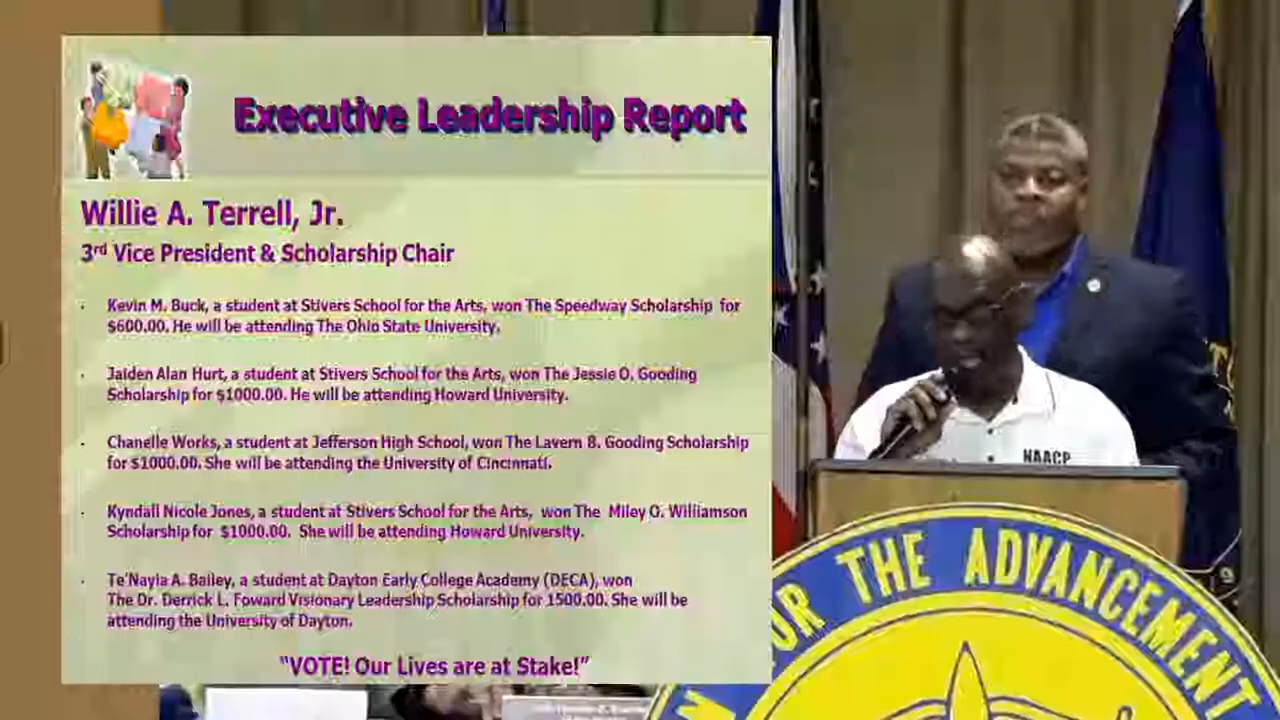 Executive Leadership Report
Willie A. Terrell, Jr.
3rd Vice President & Scholarship Chair
Kevin M. Buck, a student at Stivers School for the Arts, won The Speedway Scholarship for
$600.00. He will be attending The Ohio State University.
Jaiden Alan Hurt, a student at Stivers School for the Arts, won The Jessie O. Gooding
Scholarship for $1000.00. He will be attending Howard University.
Chanelle Works, a student at Jefferson High School, won The Lavern B. Gooding Scholarship
for $1000.00. She will be attending the University of Cincinnati.
Kyndall Nicole Jones, a student at Stivers School for the Arts, won The Miley O. Williamson
Scholarship for $1000.00. She will be attending Howard University.
Te'Nayla A. Bailey, a student at Dayton Early College Academy (DECA), won
The Dr. Derrick L. Foward Visionary Leadership Scholarship for 1500.00. She will be
attending the University of Dayton.
"VOTE! Our Lives are at Stake!"
NAACP
THE ADVANCEMENT